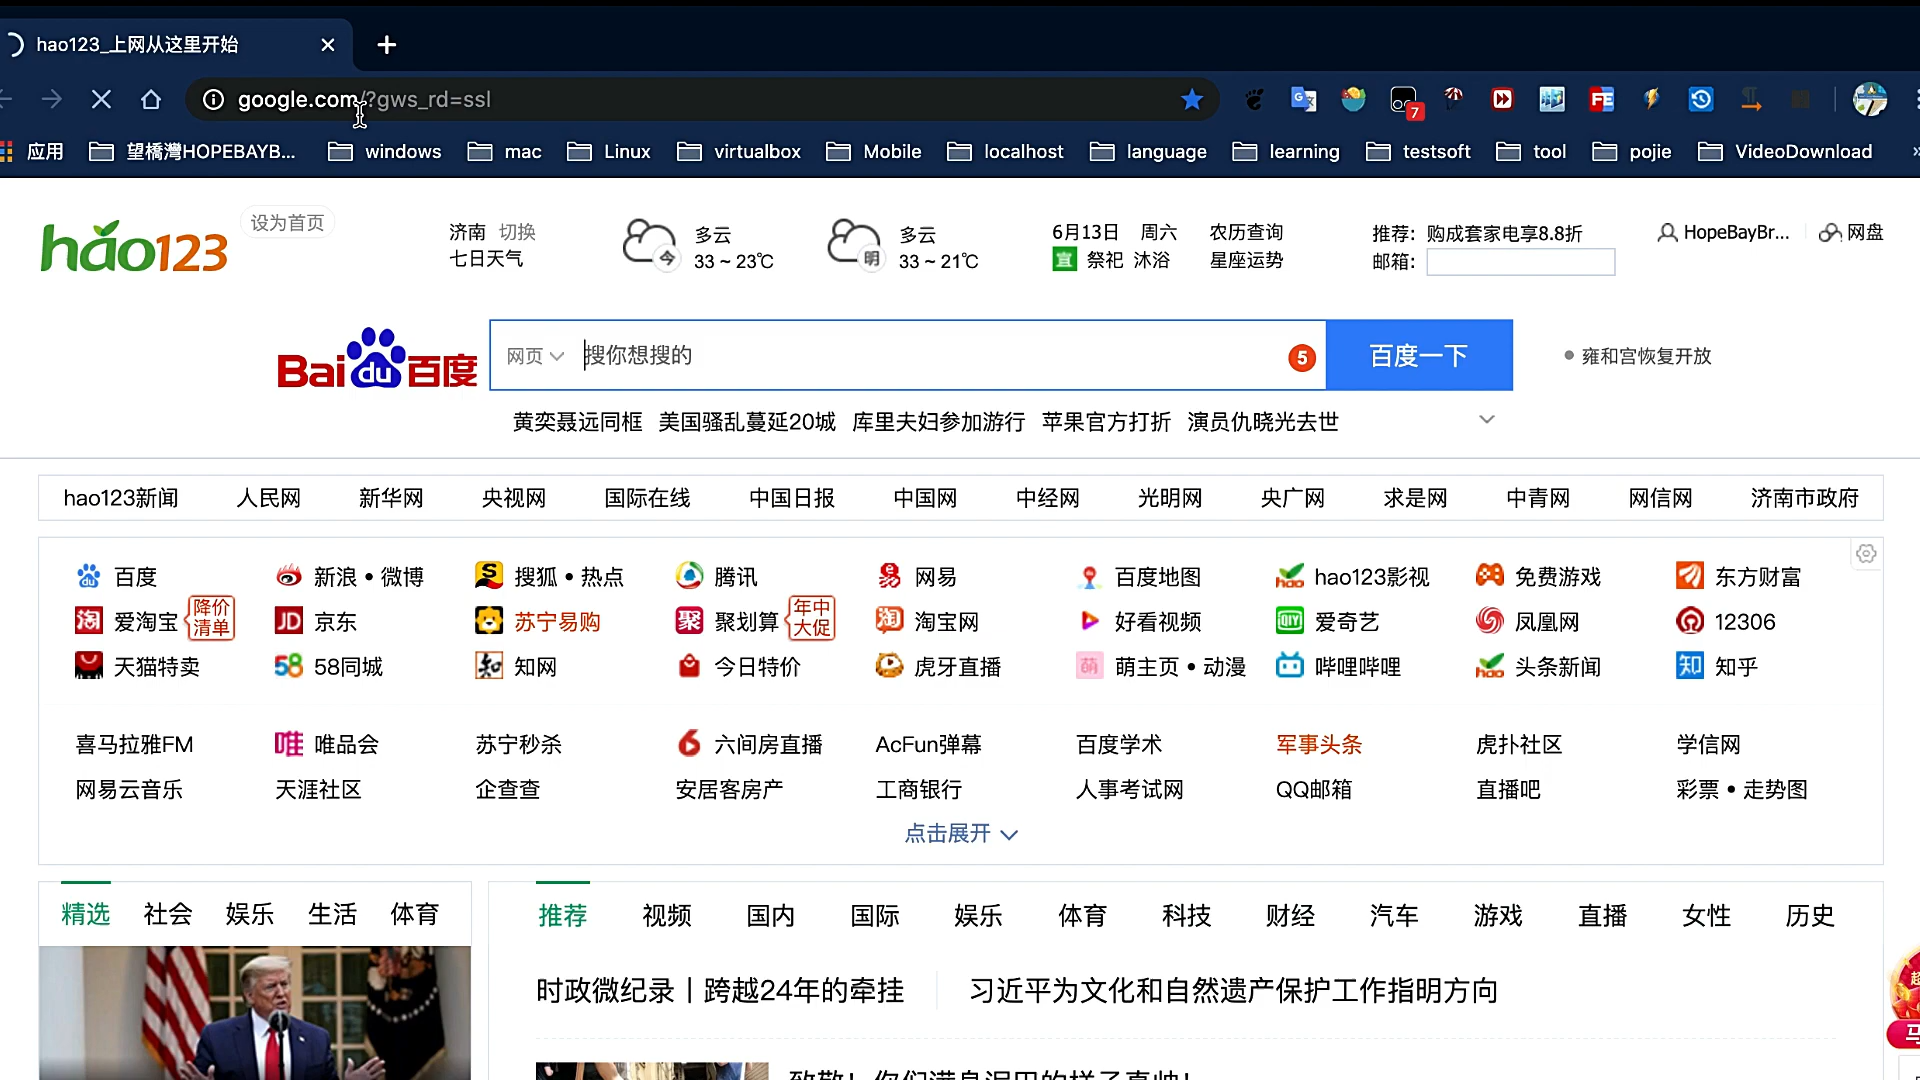 hao123_上网从这里开始
google.com/?gws_rd=ssl
7
应用 望橋灣HOPEBAYB... windows mac Linux virtualbox Mobile localhost language learning testsoft tool pojie VideoDownload »
hao123 设为首页
济南 切换
七日天气
今 多云
33 ~ 23℃
明 多云
33 ~ 21℃
6月13日 周六 农历查询
宜 祭祀 沐浴 星座运势
推荐: 购成套家电享8.8折
邮箱:
HopeBayBr... 网盘
Bai du 百度 网页 搜你想搜的 5 百度一下 雍和宫恢复开放
黄奕聂远同框 美国骚乱蔓延20城 库里夫妇参加游行 苹果官方打折 演员仇晓光去世
hao123新闻 人民网 新华网 央视网 国际在线 中国日报 中国网 中经网 光明网 央广网 求是网 中青网 网信网 济南市政府
百度 新浪 • 微博 搜狐 • 热点 腾讯 网易 百度地图 hao123影视 免费游戏 东方财富
爱淘宝 降价清单 京东 苏宁易购 聚划算 年中大促 淘宝网 好看视频 爱奇艺 凤凰网 12306
天猫特卖 58同城 知网 今日特价 虎牙直播 萌主页 • 动漫 哔哩哔哩 头条新闻 知乎
喜马拉雅FM 唯品会 苏宁秒杀 六间房直播 AcFun弹幕 百度学术 军事头条 虎扑社区 学信网
网易云音乐 天涯社区 企查查 安居客房产 工商银行 人事考试网 QQ邮箱 直播吧 彩票 • 走势图
点击展开
精选 社会 娱乐 生活 体育
推荐 视频 国内 国际 娱乐 体育 科技 财经 汽车 游戏 直播 女性 历史
时政微纪录丨跨越24年的牵挂 习近平为文化和自然遗产保护工作指明方向